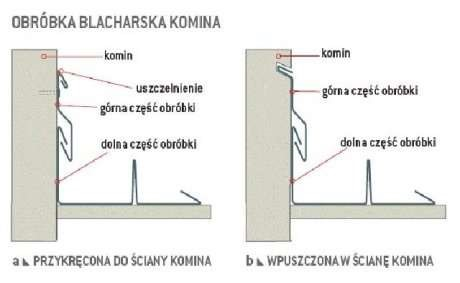 OBRÓBKA BLACHARSKA KOMINA
komin
uszczelnienie
górna część obróbki
dolna część obróbki
a PRZYKRĘCONA DO ŚCIANY KOMINA
komin
górna część obróbki
dolna część obróbki
b WPUSZCZONA W ŚCIANĘ KOMINA